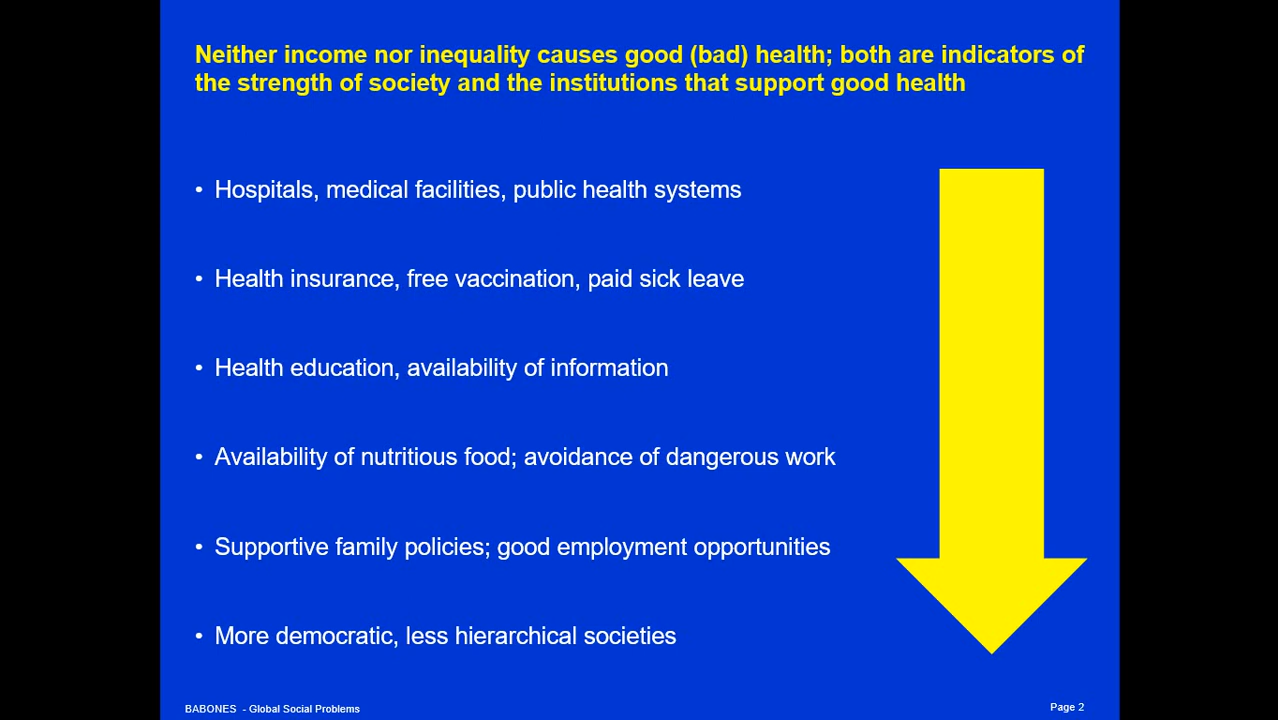 Neither income nor inequality causes good (bad) health; both are indicators of
the strength of society and the institutions that support good health
• Hospitals, medical facilities, public health systems
• Health insurance, free vaccination, paid sick leave
• Health education, availability of information
• Availability of nutritious food; avoidance of dangerous work
• Supportive family policies; good employment opportunities
• More democratic, less hierarchical societies
BABONES - Global Social Problems
Page 2